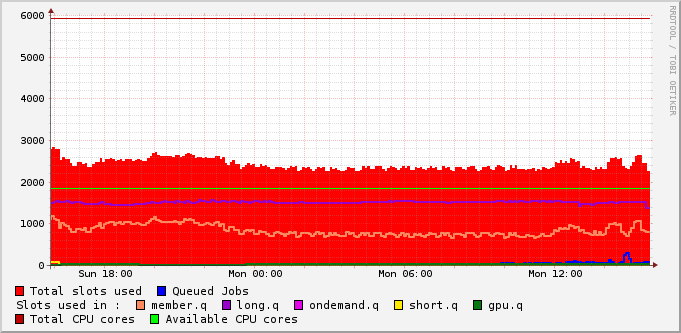 6000
5000
4000
3000
2000
1000
0
Sun 18:00 Mon 00:00 Mon 06:00 Mon 12:00
Total slots used Queued Jobs
Slots used in : member.q long.q ondemand.q short.q gpu.q
Total CPU cores Available CPU cores
RRDTOOL / TOBI OETIKER